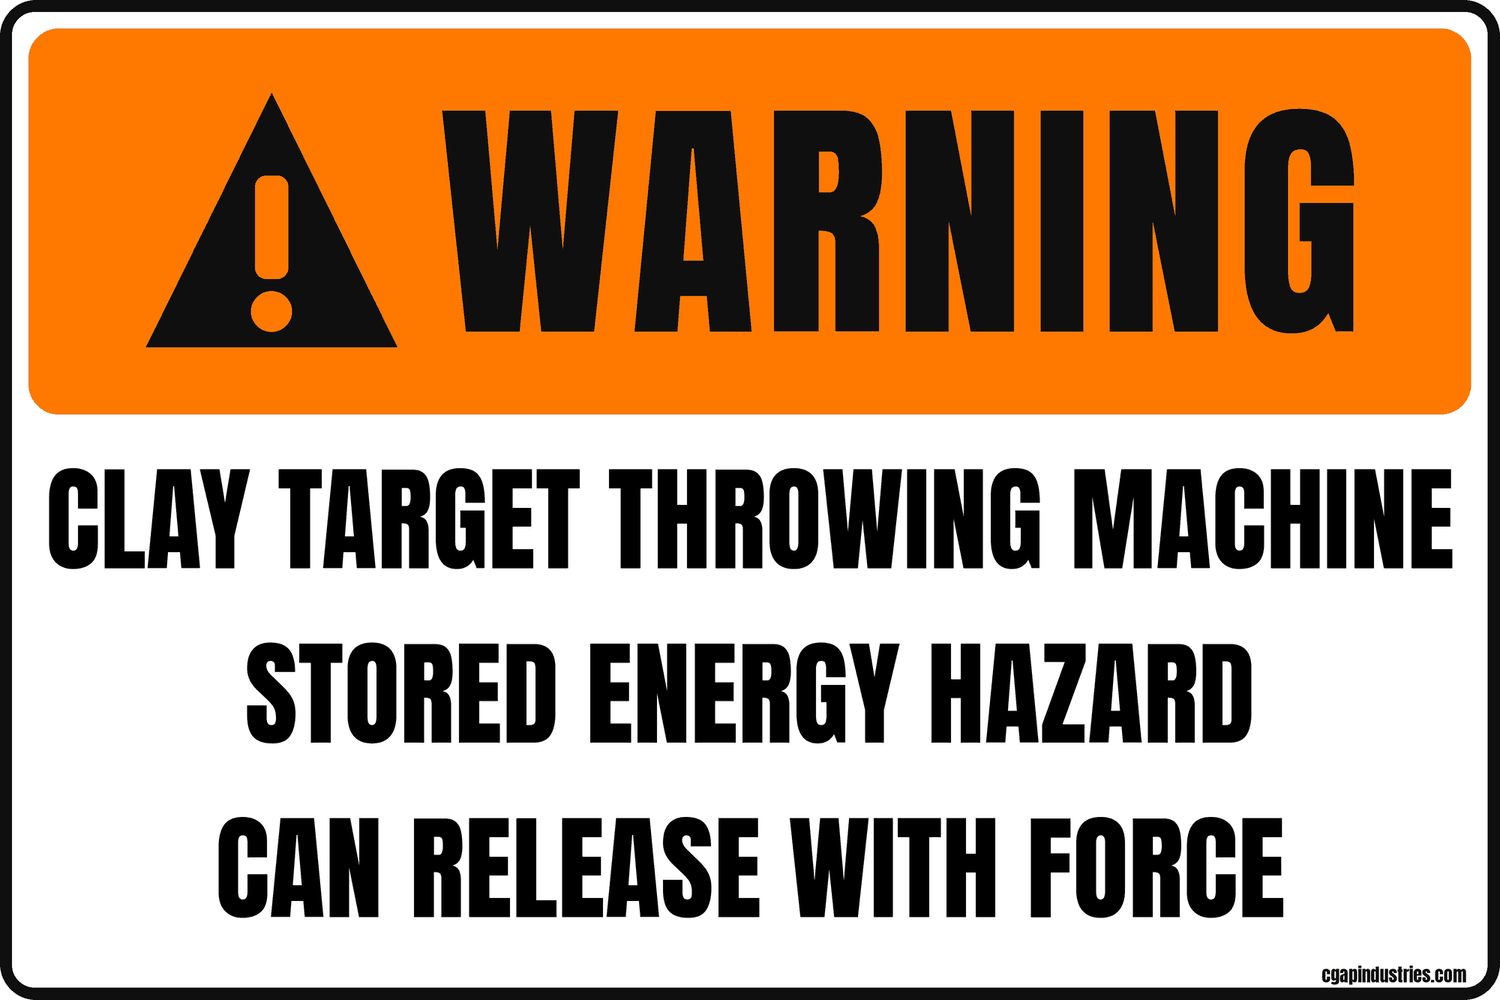 WARNING
CLAY TARGET THROWING MACHINE
STORED ENERGY HAZARD
CAN RELEASE WITH FORCE
cgapindustries.com